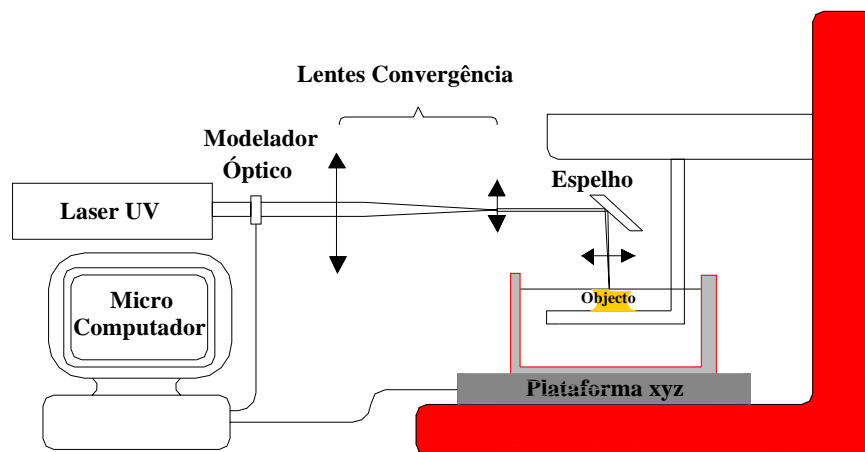 Lentes Convergência
Modelador
Óptico
Espelho
Laser UV
Micro
Computador
Objecto
Plataforma xyz